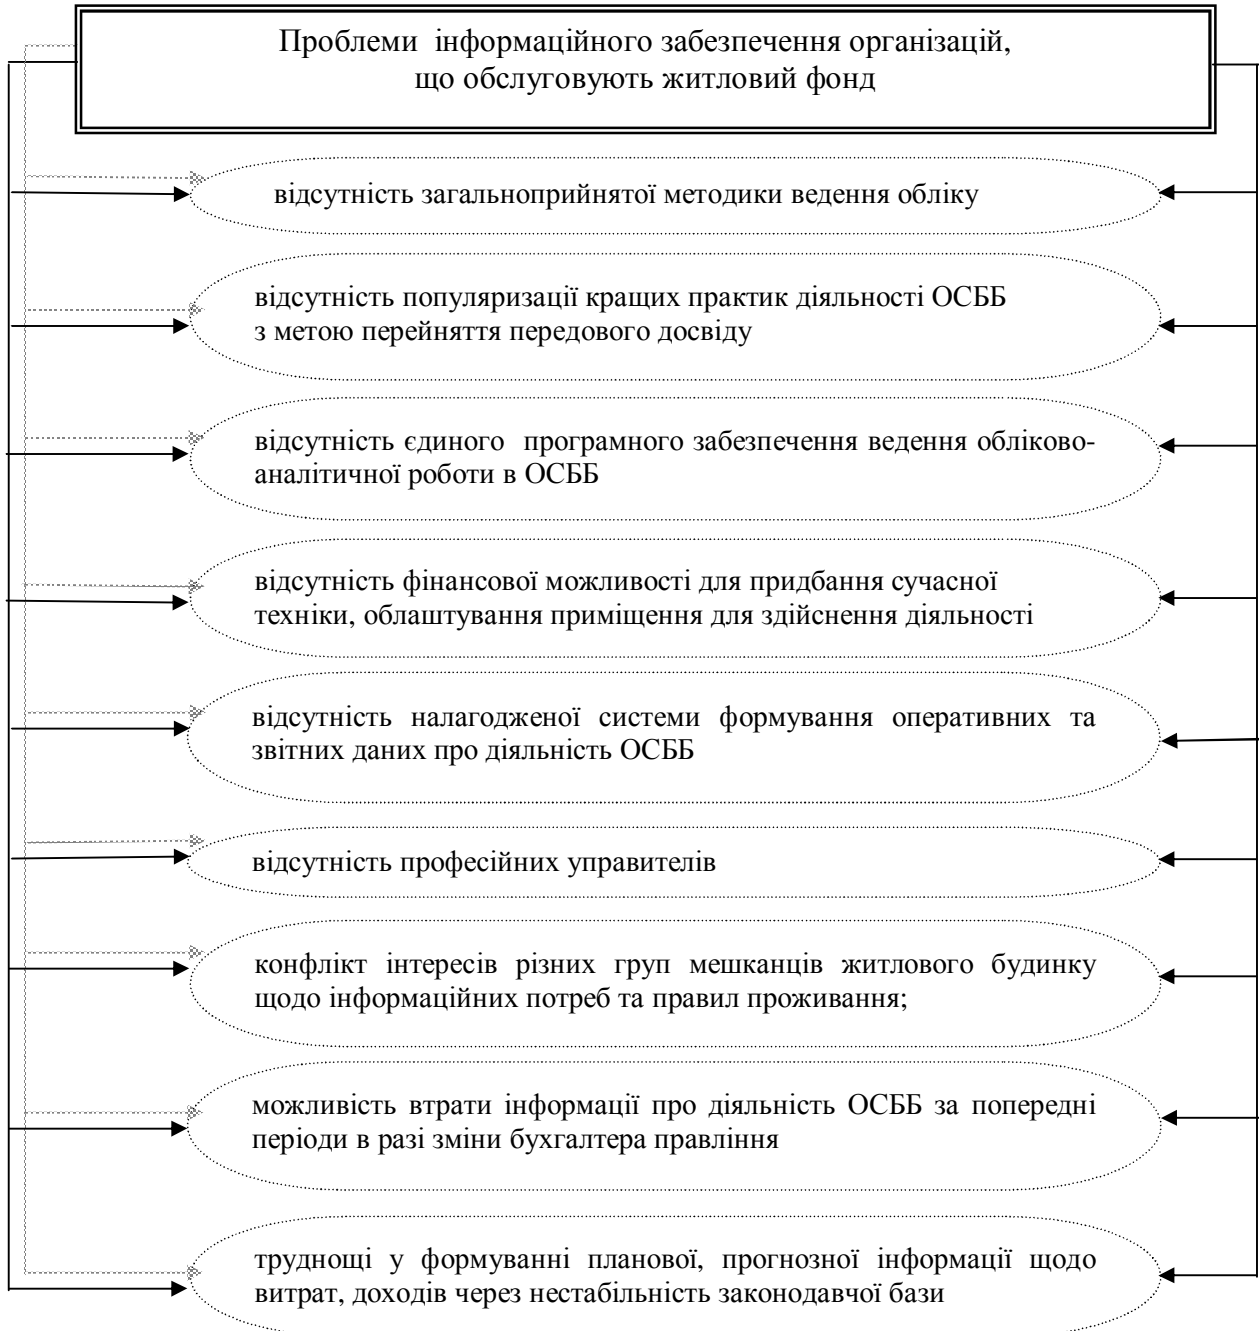 Проблеми інформаційного забезпечення організацій,
що обслуговують житловий фонд
відсутність загальноприйнятої методики ведення обліку
відсутність популяризації кращих практик діяльності ОСББ
з метою перейняття передового досвіду
відсутність єдиного програмного забезпечення ведення обліково-
аналітичної роботи в ОСББ
відсутність фінансової можливості для придбання сучасної
техніки, облаштування приміщення для здійснення діяльності
відсутність налагодженої системи формування оперативних та
звітних даних про діяльність ОСББ
відсутність професійних управителів
конфлікт інтересів різних груп мешканців житлового будинку
щодо інформаційних потреб та правил проживання;
можливість втрати інформації про діяльність ОСББ за попередні
періоди в разі зміни бухгалтера правління
труднощі у формуванні планової, прогнозної інформації щодо
витрат, доходів через нестабільність законодавчої бази